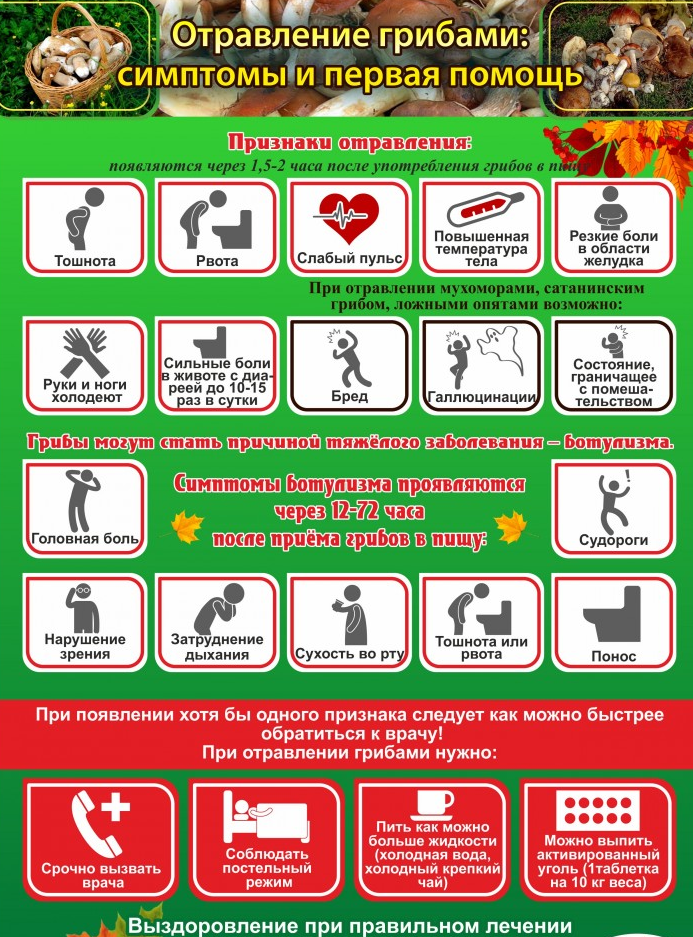 Отравление грибами:
симптомы и первая помощь
Признаки отравления:
появляются через 1,5-2 часа после употребления грибов в пищу
Тошнота
Рвота
Слабый пульс
Повышенная
температура
тела
Резкие боли
в области
желудка
При отравлении мухоморами, сатанинским
грибом, ложными опятами возможно:
Руки и ноги
холодеют
Сильные боли
в животе с диа-
реей до 10-15
раз в сутки
Бред
Галлюцинации
Состояние,
граничащее
с помеша-
тельством
Грибы могут стать причиной тяжёлого заболевания – ботулизма.
Головная боль
Симптомы ботулизма проявляются
через 12-72 часа
после приёма грибов в пищу:
Судороги
Нарушение
зрения
Затруднение
дыхания
Сухость во рту
Тошнота или
рвота
Понос
При появлении хотя бы одного признака следует как можно быстрее
обратиться к врачу!
При отравлении грибами нужно:
Срочно вызвать
врача
Соблюдать
постельный
режим
Пить как можно
больше жидкости
(холодная вода,
холодный крепкий
чай)
Можно выпить
активированный
уголь (1таблетка
на 10 кг веса)
Выздоровление при правильном лечении